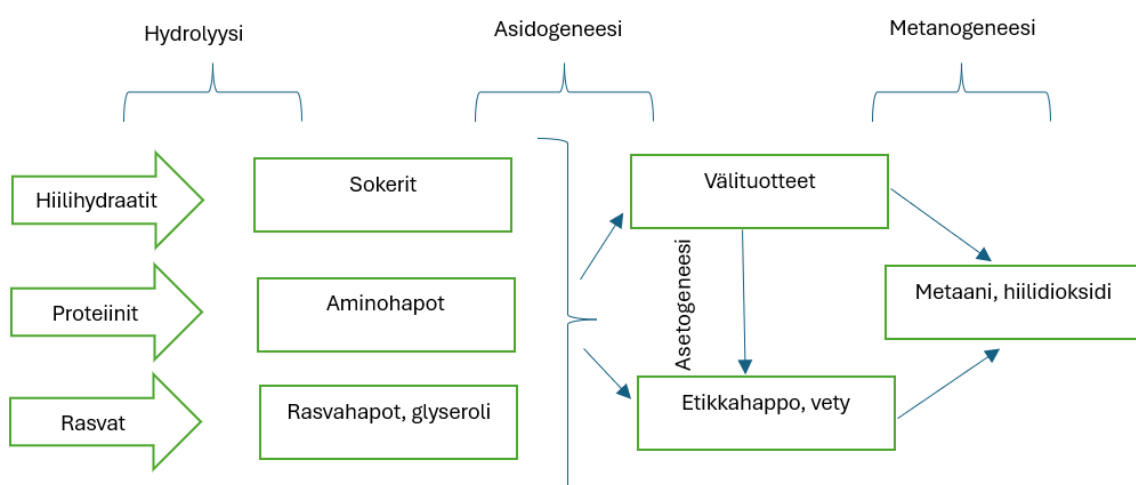 Hydrolyysi
Asidogeneesi
Metanogeneesi
Hiilihydraatit
Sokerit
Välituotteet
Proteiinit
Aminohapot
Asetogeneesi
Metaani, hiilidioksidi
Rasvat
Rasvahapot, glyseroli
Etikkahappo, vety